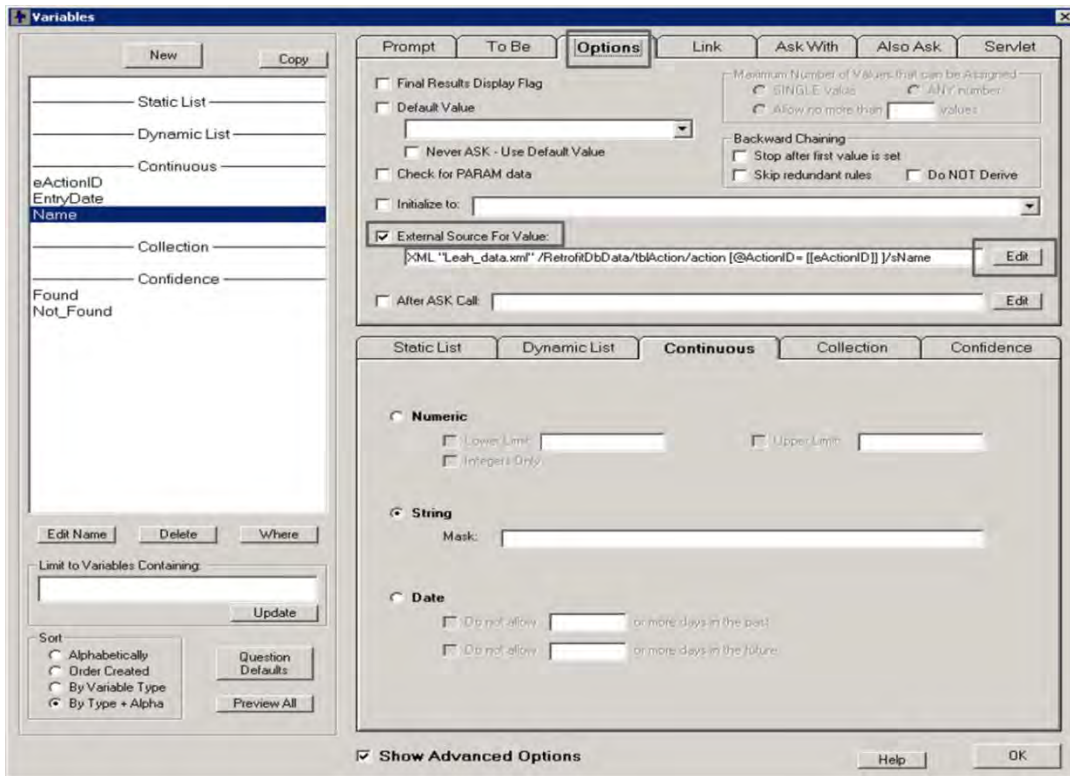 Variables
New
Copy
Static List
Dynamic List
Continuous
eActionID
EntryDate
Name
Collection
Confidence
Found
Not_Found
Edit Name
Delete
Where
Limit to Variables Containing:
Update
Sort
Alphabetically
Order Created
By Variable Type
By Type + Alpha
Question Defaults
Preview All
Prompt
To Be
Options
Link
Ask With
Also Ask
Servlet
Final Results Display Flag
Default Value
Never ASK - Use Default Value
Check for PARAM data
Maximum Number of Values that can be Assigned
SINGLE value
ANY number
Allow no more than
values
Backward Chaining
Stop after first value is set
Skip redundant rules
Do NOT Derive
Initialize to:
External Source For Value:
XML "Leah_data.xml" /RetrofitDbData/tblAction/action [@ActionID= [[eActionID]] ]/sName
Edit
After ASK Call:
Edit
Static List
Dynamic List
Continuous
Collection
Confidence
Numeric
Lower Limit
Upper Limit
Integers Only
String
Mask:
Date
Do not allow
or more days in the past
Do not allow
or more days in the future
Show Advanced Options
Help
OK